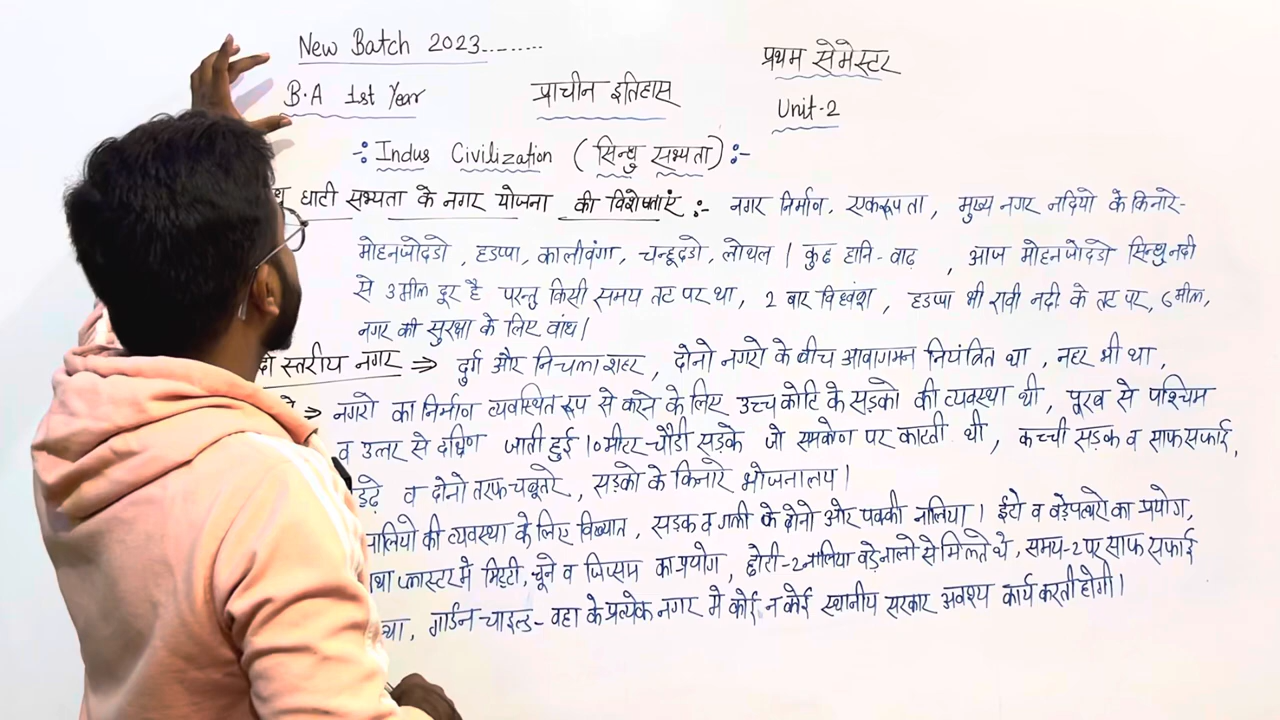 New Batch 2023.........
प्रथम सेमेस्टर
B.A 1st Year
प्राचीन इतिहास
Unit-2
-: Indus Civilization (सिन्धु सभ्यता) :-
घाटी सभ्यता के नगर योजना की विशेषताएं :- नगर निर्माण, एकरूपता, मुख्य नगर नदियो के किनारे-
मोहनजोदडो, हडप्पा, कालीवंगा, चन्हूदडो, लोथल | कुछ हानि - वाढ़ , आज मोहनजोदडो सिन्धु नदी
से 3 मील दूर है परन्तु किसी समय तट पर था, 2 बार विध्वंश, हडप्पा भी रावी नदी के तट पर, 6 मील,
नगर की सुरक्षा के लिए वांध |
दो स्तरीय नगर ⇒ दुर्ग और निचला शहर, दोनो नगरो के बीच आवागमन नियंत्रित था, नहर भी था,
⇒ नगरो का निर्माण व्यवस्थित रूप से करने के लिए उच्च कोटि के सड़को की व्यवस्था थी, पूरब से पश्चिम
व उत्तर से दक्षिण जाती हुई 10 मीटर चौडी सड़के जो समकोण पर काटती थी, कच्ची सड़क व साफ सफाई,
व दोनो तरफ चबूतरे, सड़को के किनारे भोजनालय |
नालियो की व्यवस्था के लिए विख्यात, सड़क व गली के दोनो ओर पक्की नालिया | ईटो व बडे पत्थरो का प्रयोग,
प्लास्टर मे मिट्टी, चूने व जिप्सम का प्रयोग, छोटी-2 नालिया बड़े नालो से मिलते थे, समय-2 पर साफ सफाई
था, गार्डन चाइल्ड - वहा के प्रत्येक नगर मे कोई न कोई स्थानीय सरकार अवश्य कार्य करती होगी |